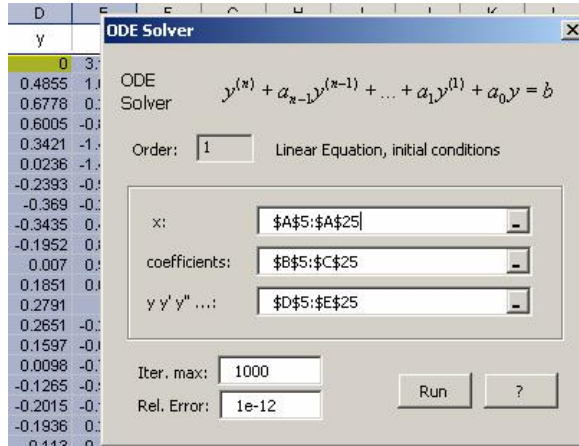 D
y
ODE Solver
0
0.4855
0.6778
0.6005
0.3421
0.0236
-0.2393
-0.369
-0.3435
-0.1952
0.007
0.1851
0.2791
0.2651
0.1597
0.0098
-0.1265
-0.2015
-0.1936
ODE
Solver
y^(n) + a_{n-1}y^(n-1) + ... + a_1y^(1) + a_0y = b
Order: 1 Linear Equation, initial conditions
x: $A$5:$A$25
coefficients: $B$5:$C$25
y y' y" ...: $D$5:$E$25
Iter. max: 1000
Rel. Error: 1e-12
Run ?